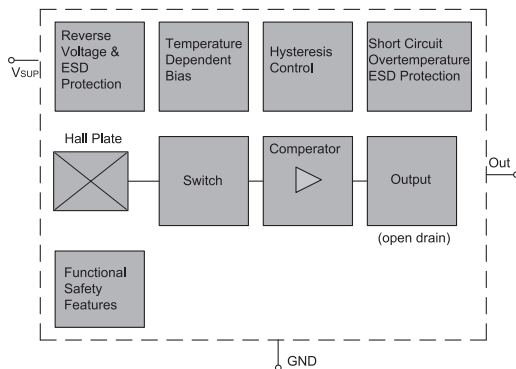 Reverse
Voltage &
ESD
Protection
Temperature
Dependent
Bias
Hysteresis
Control
Short Circuit
Overtemperature
ESD Protection
VSUP
Hall Plate
Switch
Comperator
Output
Out
(open drain)
Functional
Safety
Features
GND